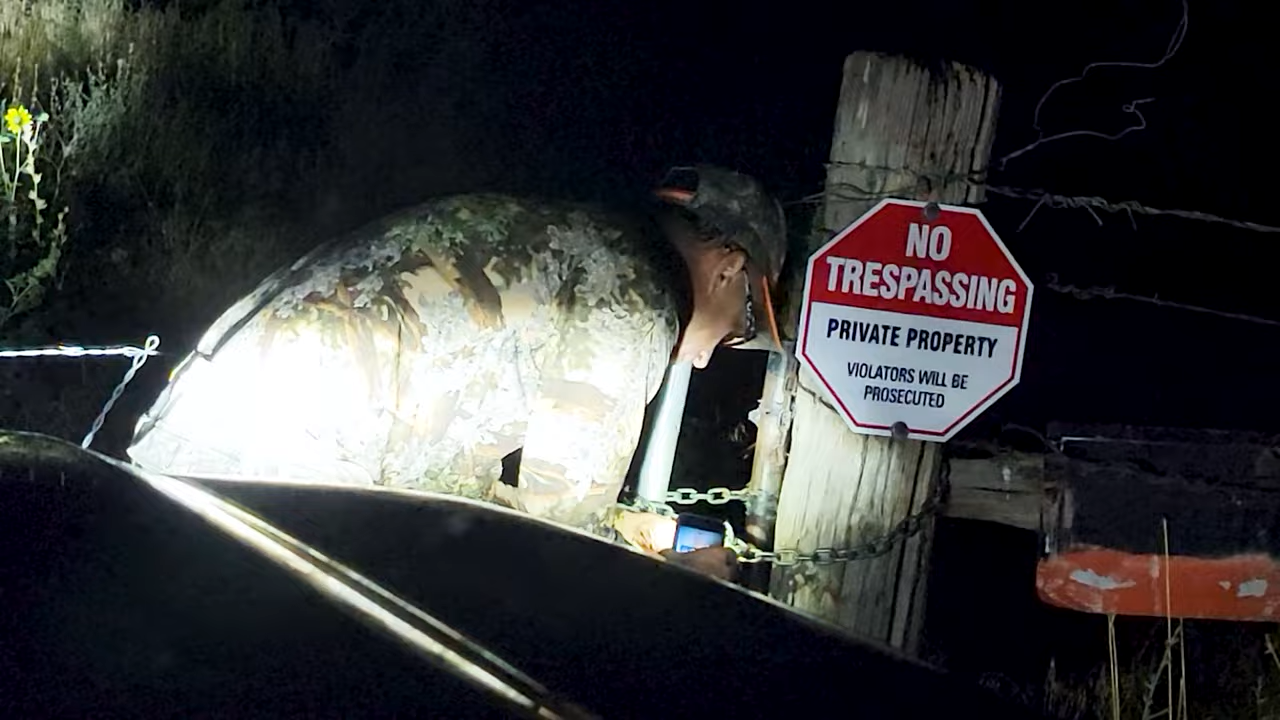 NO
TRESPASSING
PRIVATE PROPERTY
VIOLATORS WILL BE
PROSECUTED